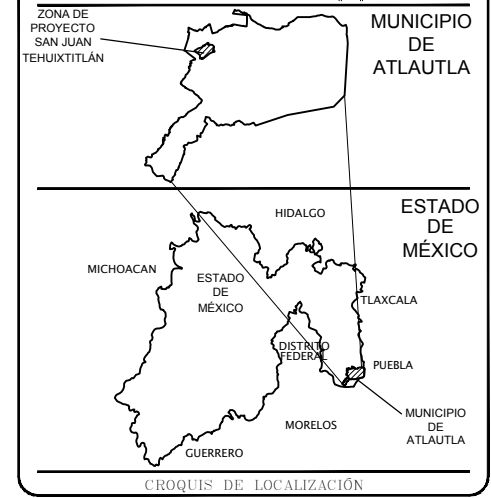 ZONA DE
PROYECTO
SAN JUAN
TEHUIXTITLÁN
MUNICIPIO
DE
ATLAUTLA
ESTADO
DE
MÉXICO
HIDALGO
MICHOACAN
ESTADO
DE
MÉXICO
TLAXCALA
DISTRITO
FEDERAL
PUEBLA
MUNICIPIO
DE
ATLAUTLA
MORELOS
GUERRERO
CROQUIS DE LOCALIZACIÓN